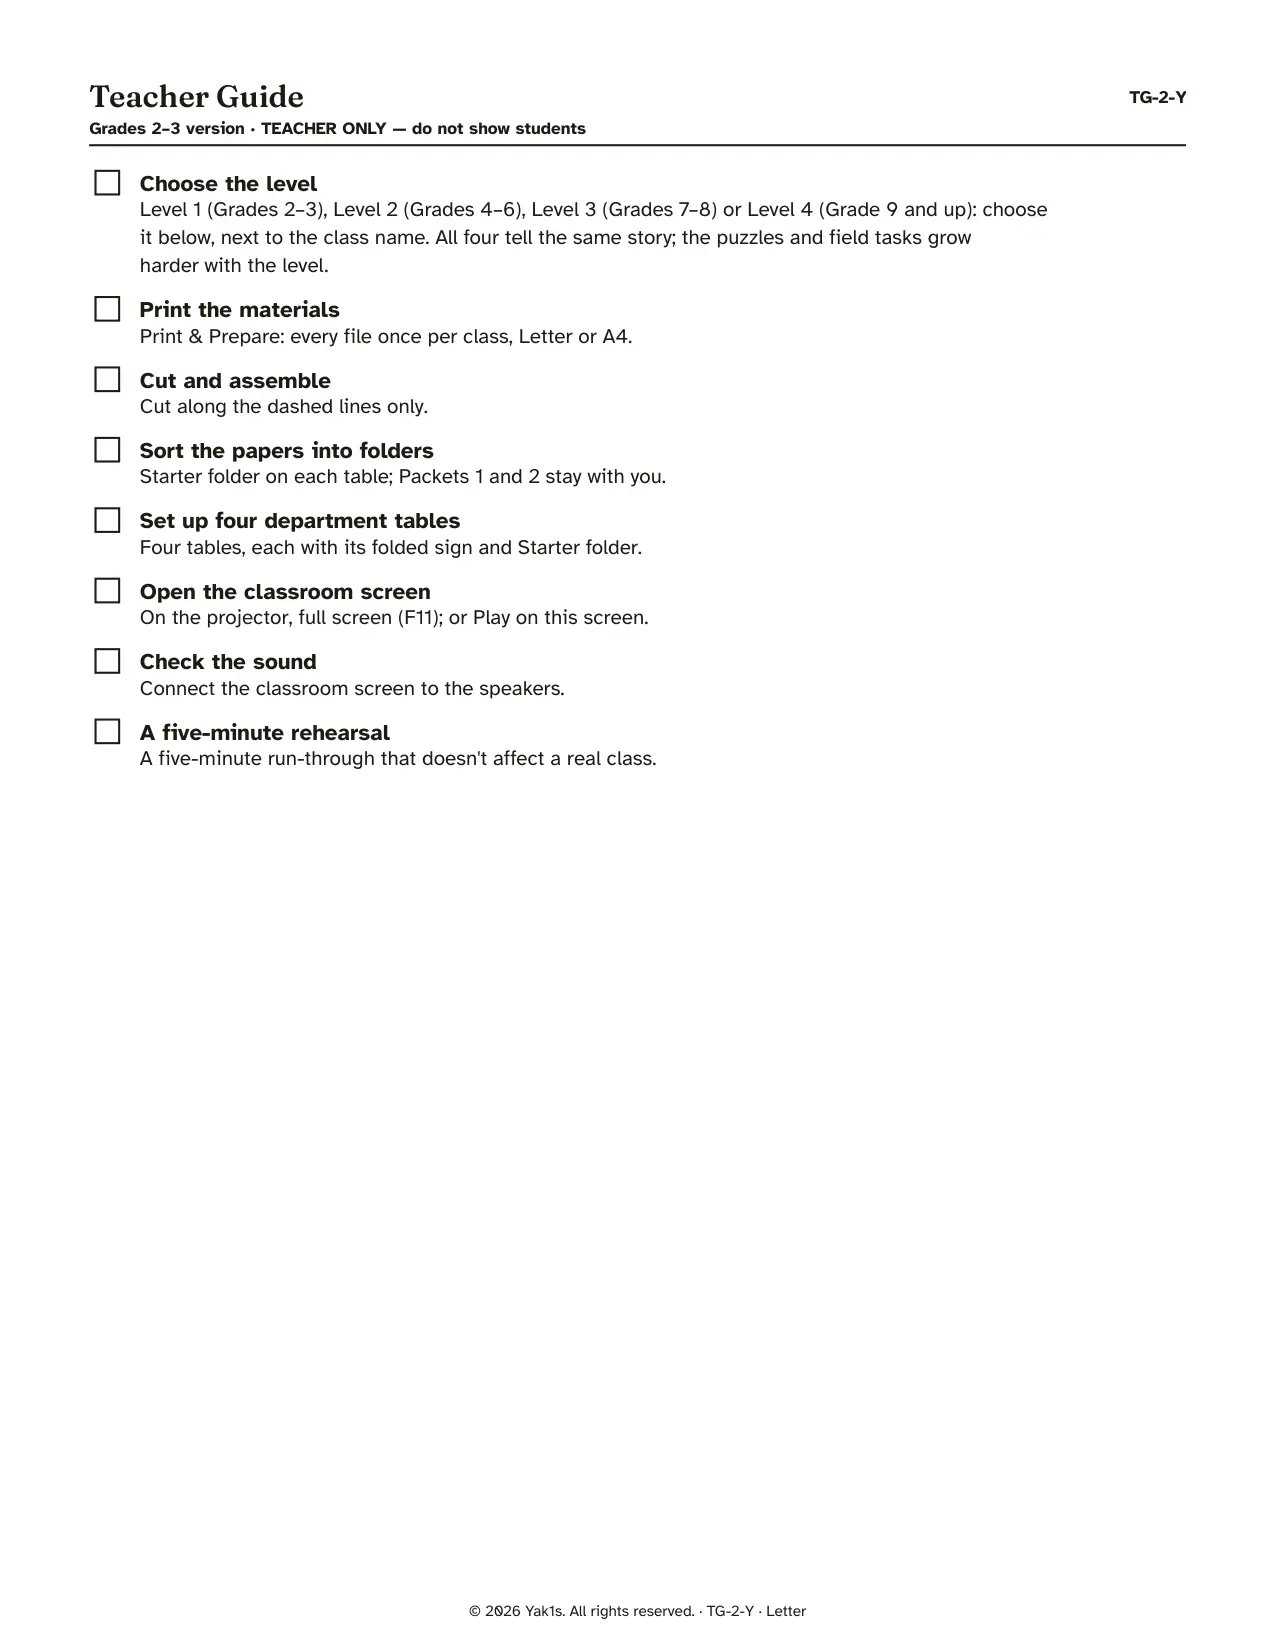 Teacher Guide
TG-2-Y
Grades 2–3 version · TEACHER ONLY — do not show students
Choose the level
Level 1 (Grades 2–3), Level 2 (Grades 4–6), Level 3 (Grades 7–8) or Level 4 (Grade 9 and up): choose
it below, next to the class name. All four tell the same story; the puzzles and field tasks grow
harder with the level.
Print the materials
Print & Prepare: every file once per class, Letter or A4.
Cut and assemble
Cut along the dashed lines only.
Sort the papers into folders
Starter folder on each table; Packets 1 and 2 stay with you.
Set up four department tables
Four tables, each with its folded sign and Starter folder.
Open the classroom screen
On the projector, full screen (F11); or Play on this screen.
Check the sound
Connect the classroom screen to the speakers.
A five-minute rehearsal
A five-minute run-through that doesn't affect a real class.
© 2026 Yak1s. All rights reserved. · TG-2-Y · Letter